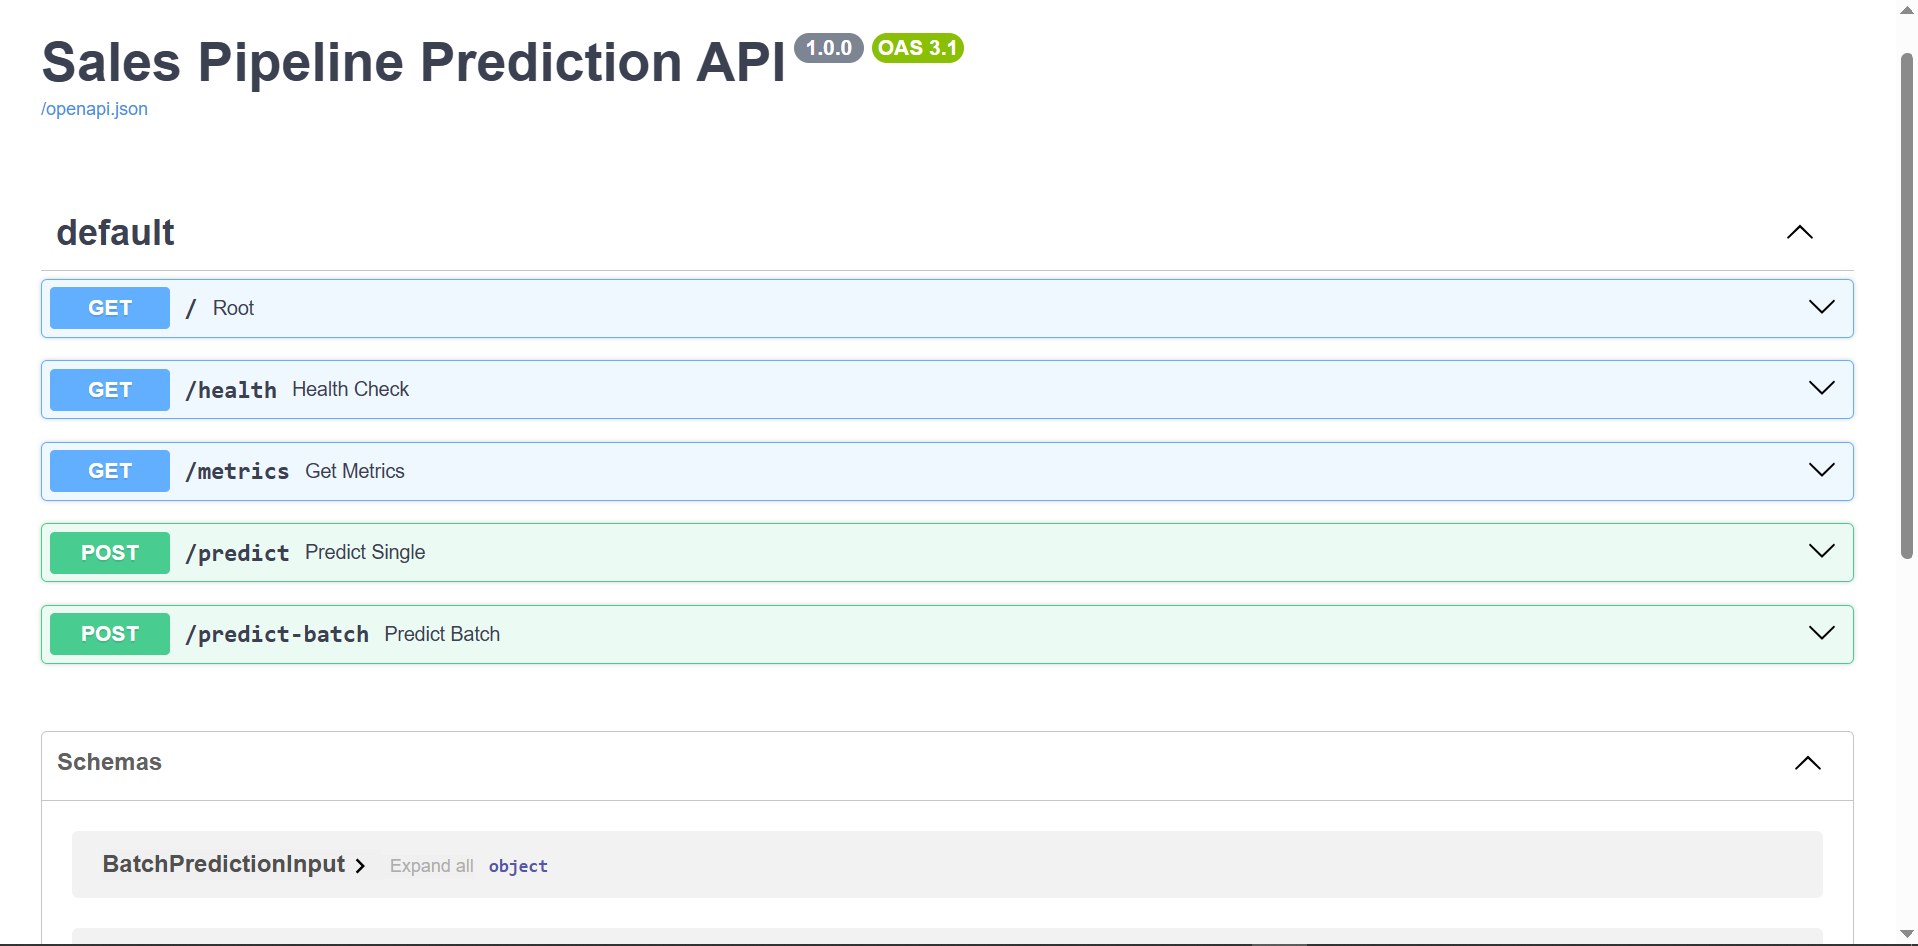 Sales Pipeline Prediction API 1.0.0 OAS 3.1
/openapi.json
default
GET / Root
GET /health Health Check
GET /metrics Get Metrics
POST /predict Predict Single
POST /predict-batch Predict Batch
Schemas
BatchPredictionInput Expand all object